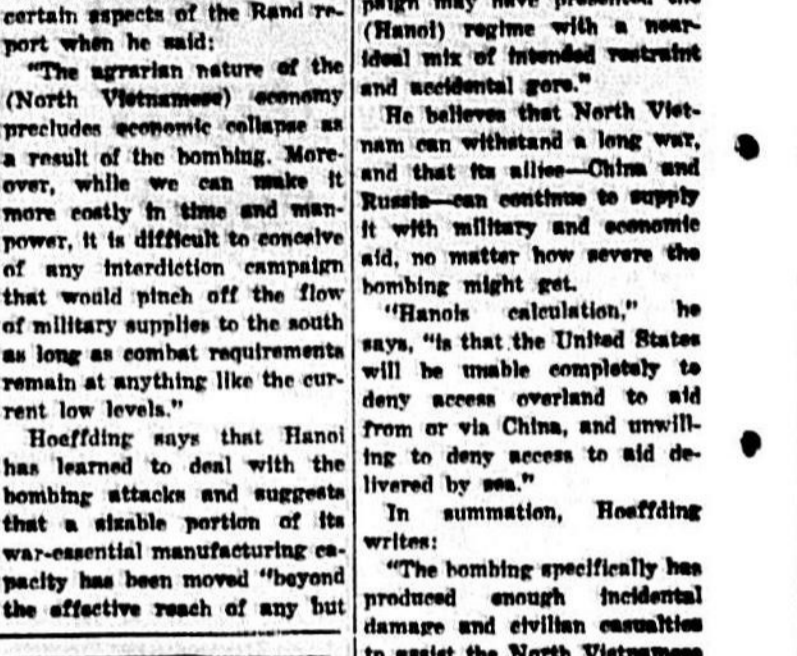 certain aspects of the Rand re-
port when he said:
"The agrarian nature of the
(North Vietnamese) economy
precludes economic collapse as
a result of the bombing. More-
over, while we can make it
more costly in time and man-
power, it is difficult to conceive
of any interdiction campaign
that would pinch off the flow
of military supplies to the south
as long as combat requirements
remain at anything like the cur-
rent low levels."
Hoeffding says that Hanoi
has learned to deal with the
bombing attacks and suggests
that a sizable portion of its
war-essential manufacturing ca-
pacity has been moved "beyond
the effective reach of any but
paign may have presented the
(Hanoi) regime with a near-
ideal mix of intended restraint
and accidental gore."
He believes that North Viet-
nam can withstand a long war,
and that its allies—China and
Russia—can continue to supply
it with military and economic
aid, no matter how severe the
bombing might get.
"Hanois calculation," he
says, "is that the United States
will be unable completely to
deny access overland to aid
from or via China, and unwill-
ing to deny access to aid de-
livered by sea."
In summation, Hoeffding
writes:
"The bombing specifically has
produced enough incidental
damage and civilian casualties
to assist the North Vietnamese